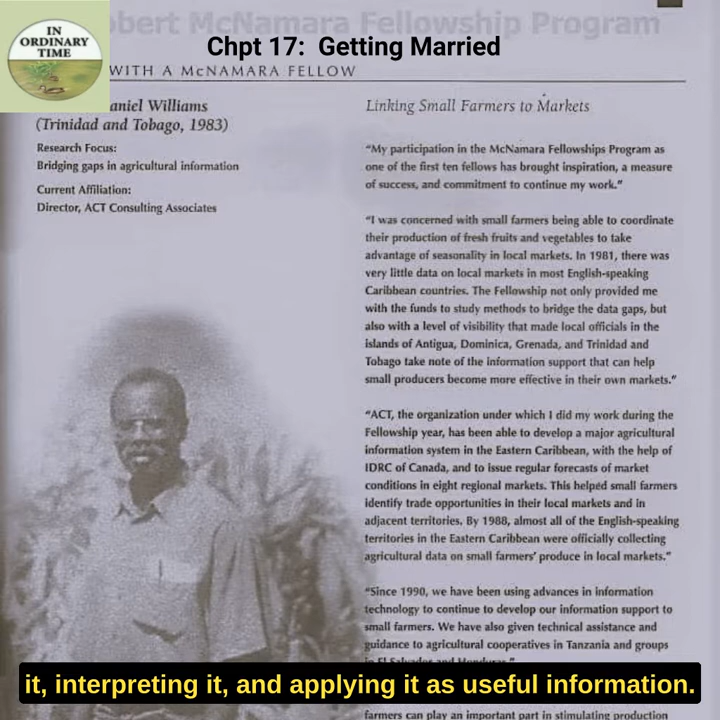 IN
ORDINARY
TIME
obert McNamara Fellowship Program
Chpt 17: Getting Married
WITH A McNAMARA FELLOW
aniel Williams
(Trinidad and Tobago, 1983)
Research Focus:
Bridging gaps in agricultural information
Current Affiliation:
Director, ACT Consulting Associates
Linking Small Farmers to Markets
“My participation in the McNamara Fellowships Program as
one of the first ten fellows has brought inspiration, a measure
of success, and commitment to continue my work.”
“I was concerned with small farmers being able to coordinate
their production of fresh fruits and vegetables to take
advantage of seasonality in local markets. In 1981, there was
very little data on local markets in most English-speaking
Caribbean countries. The Fellowship not only provided me
with the funds to study methods to bridge the data gaps, but
also with a level of visibility that made local officials in the
islands of Antigua, Dominica, Grenada, and Trinidad and
Tobago take note of the information support that can help
small producers become more effective in their own markets.”
“ACT, the organization under which I did my work during the
Fellowship year, has been able to develop a major agricultural
information system in the Eastern Caribbean, with the help of
IDRC of Canada, and to issue regular forecasts of market
conditions in eight regional markets. This helped small farmers
identify trade opportunities in their local markets and in
adjacent territories. By 1988, almost all of the English-speaking
territories in the Eastern Caribbean were officially collecting
agricultural data on small farmers’ produce in local markets.”
“Since 1990, we have been using advances in information
technology to continue to develop our information support to
small farmers. We have also given technical assistance and
guidance to agricultural cooperatives in Tanzania and groups
in El Salvador and Honduras.”
it, interpreting it, and applying it as useful information.
farmers can play an important part in stimulating production